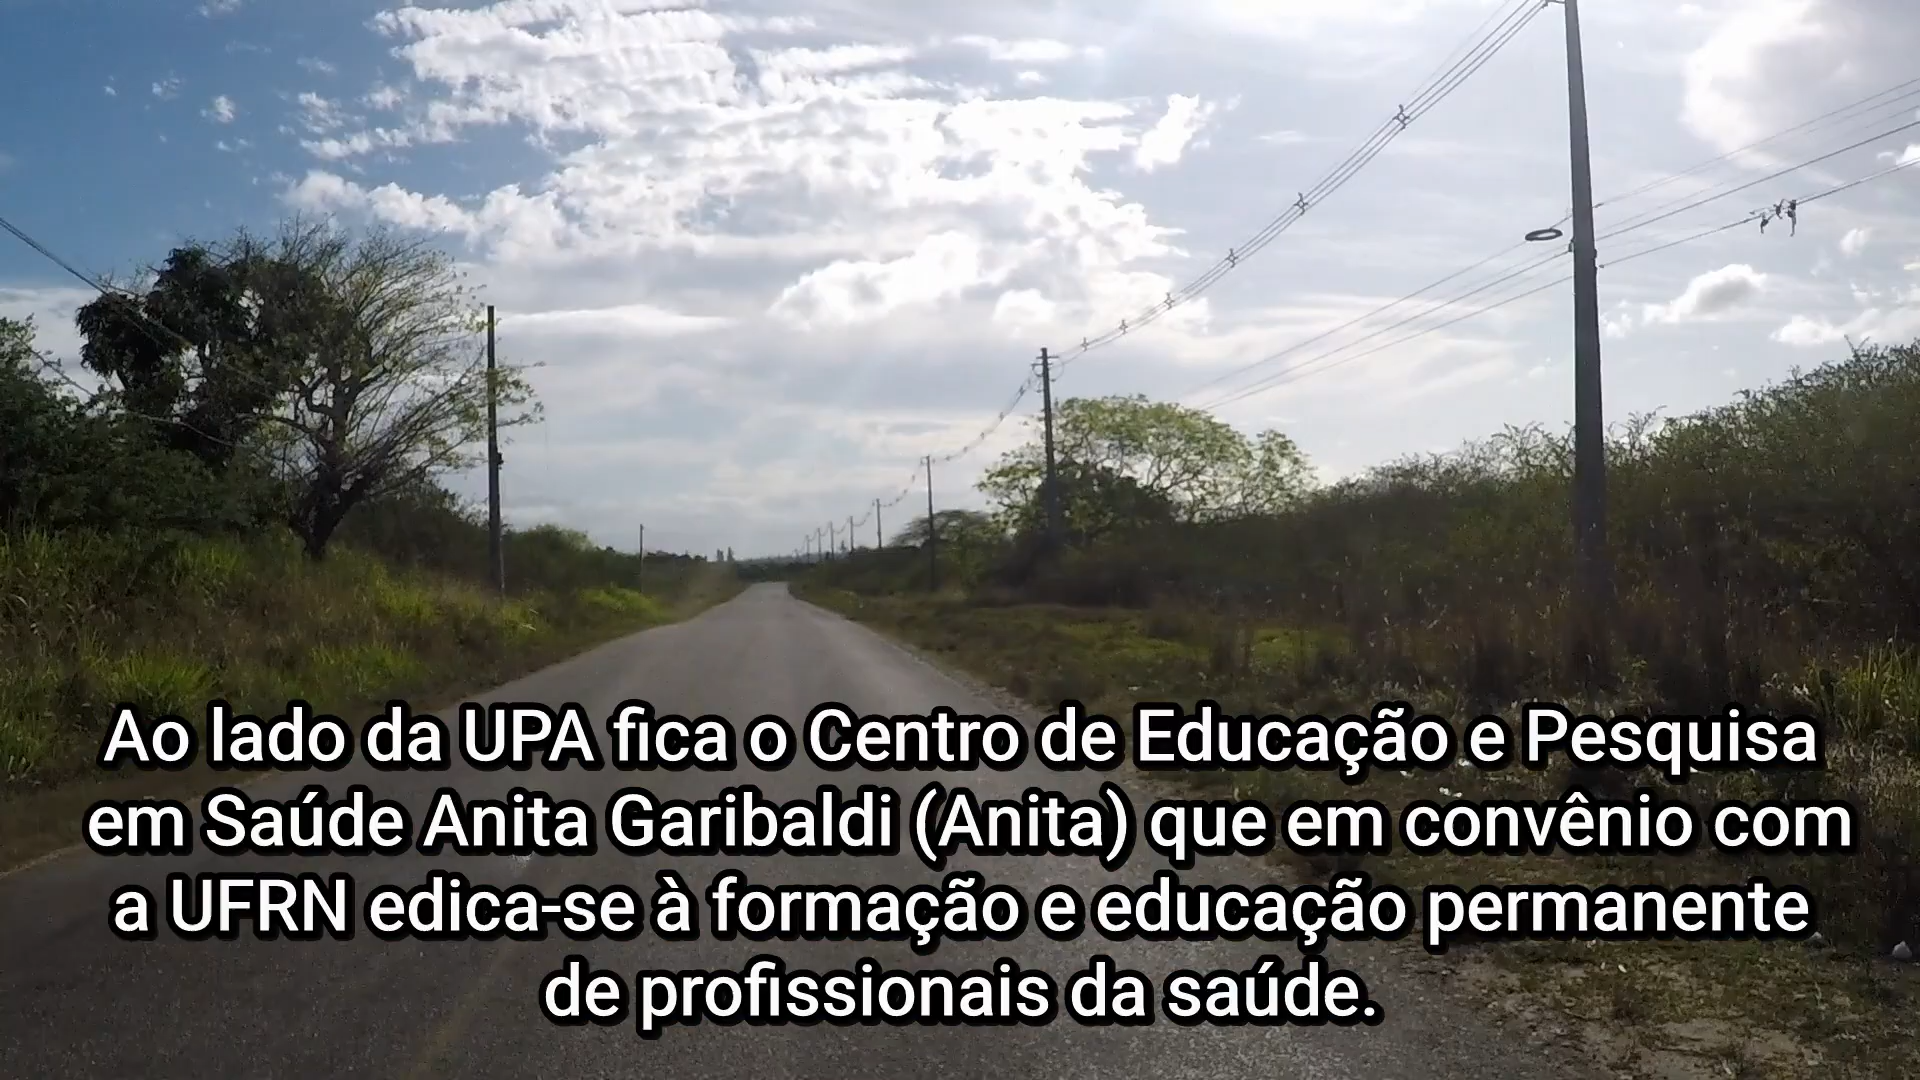 Ao lado da UPA fica o Centro de Educação e Pesquisa
em Saúde Anita Garibaldi (Anita) que em convênio com
a UFRN edica-se à formação e educação permanente
de profissionais da saúde.